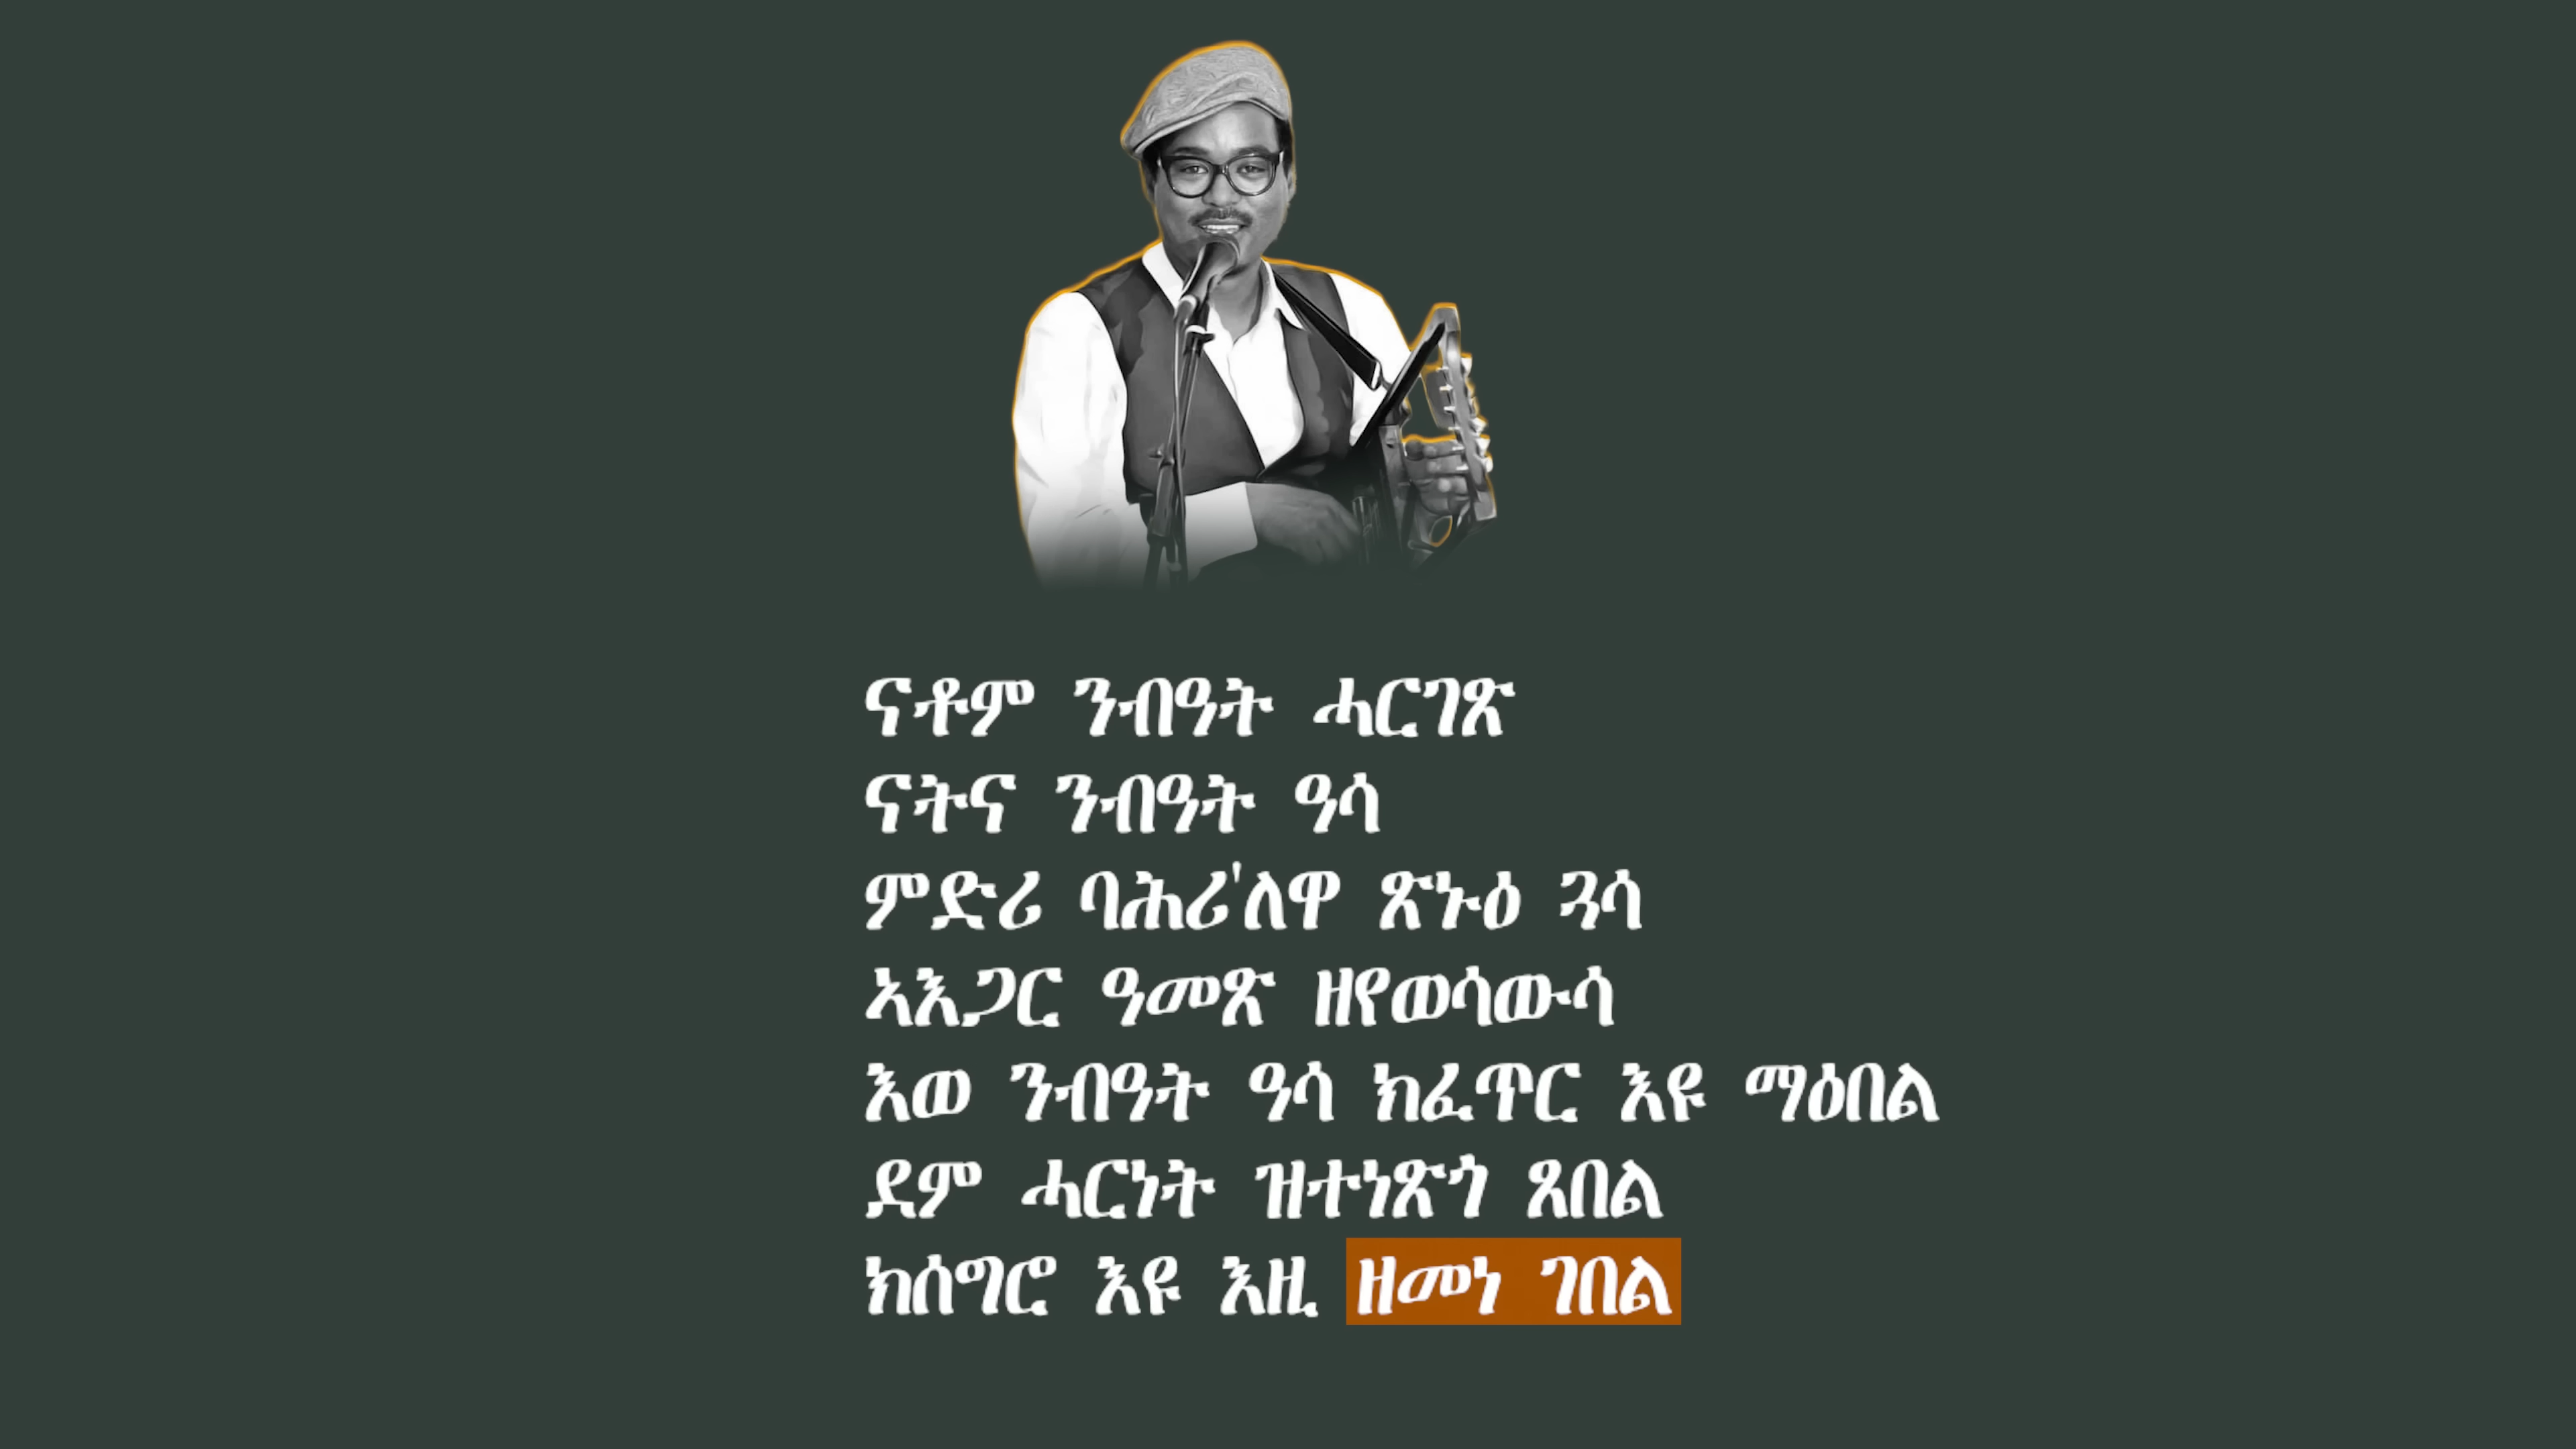 ናቶም ንብዓት ሓርገጽ
ናትና ንብዓት ዓሳ
ምድሪ ባሕሪ'ለዋ ጽኑዕ ጓሳ
ኣእጋር ዓመጽ ዘየወሳውሳ
እወ ንብዓት ዓሳ ክፈጥር እዩ ማዕበል
ደም ሓርነት ዝተነጽጎ ጸበል
ክሰግሮ እዩ እዚ ዘመነ ገበል